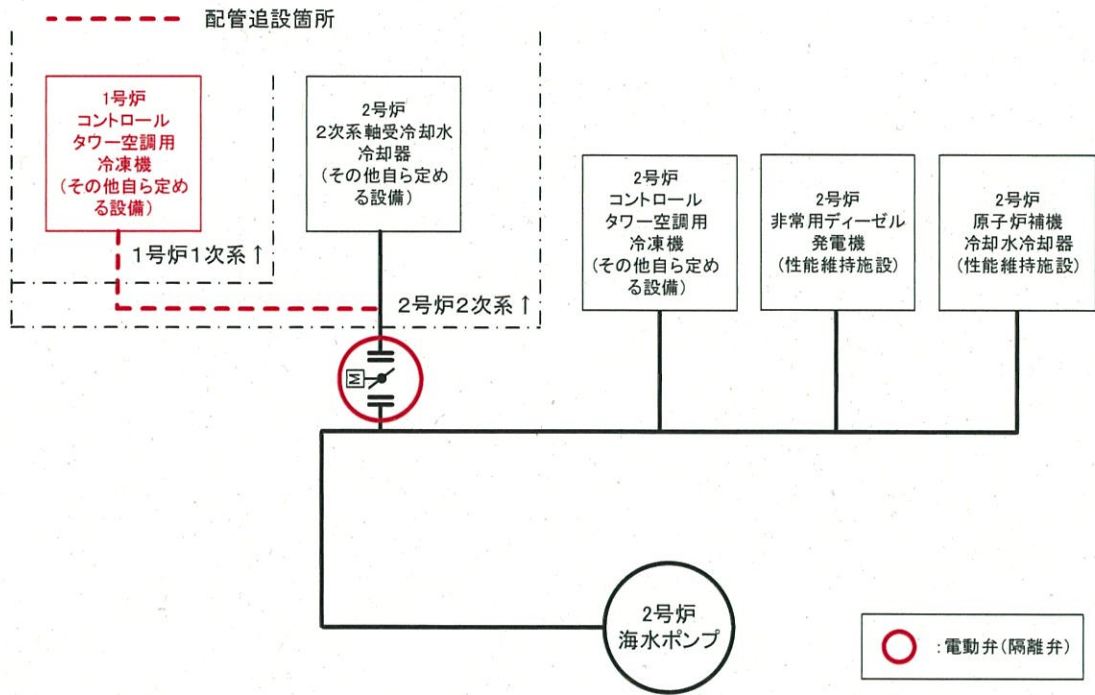 配管追設箇所
1号炉
コントロール
タワー空調用
冷凍機
(その他自ら定め
る設備)
2号炉
2次系軸受冷却水
冷却器
(その他自ら定め
る設備)
2号炉
コントロール
タワー空調用
冷凍機
(その他自ら定め
る設備)
2号炉
非常用ディーゼル
発電機
(性能維持施設)
2号炉
原子炉補機
冷却水冷却器
(性能維持施設)
1号炉1次系↑
2号炉2次系↑
M
2号炉
海水ポンプ
:電動弁(隔離弁)